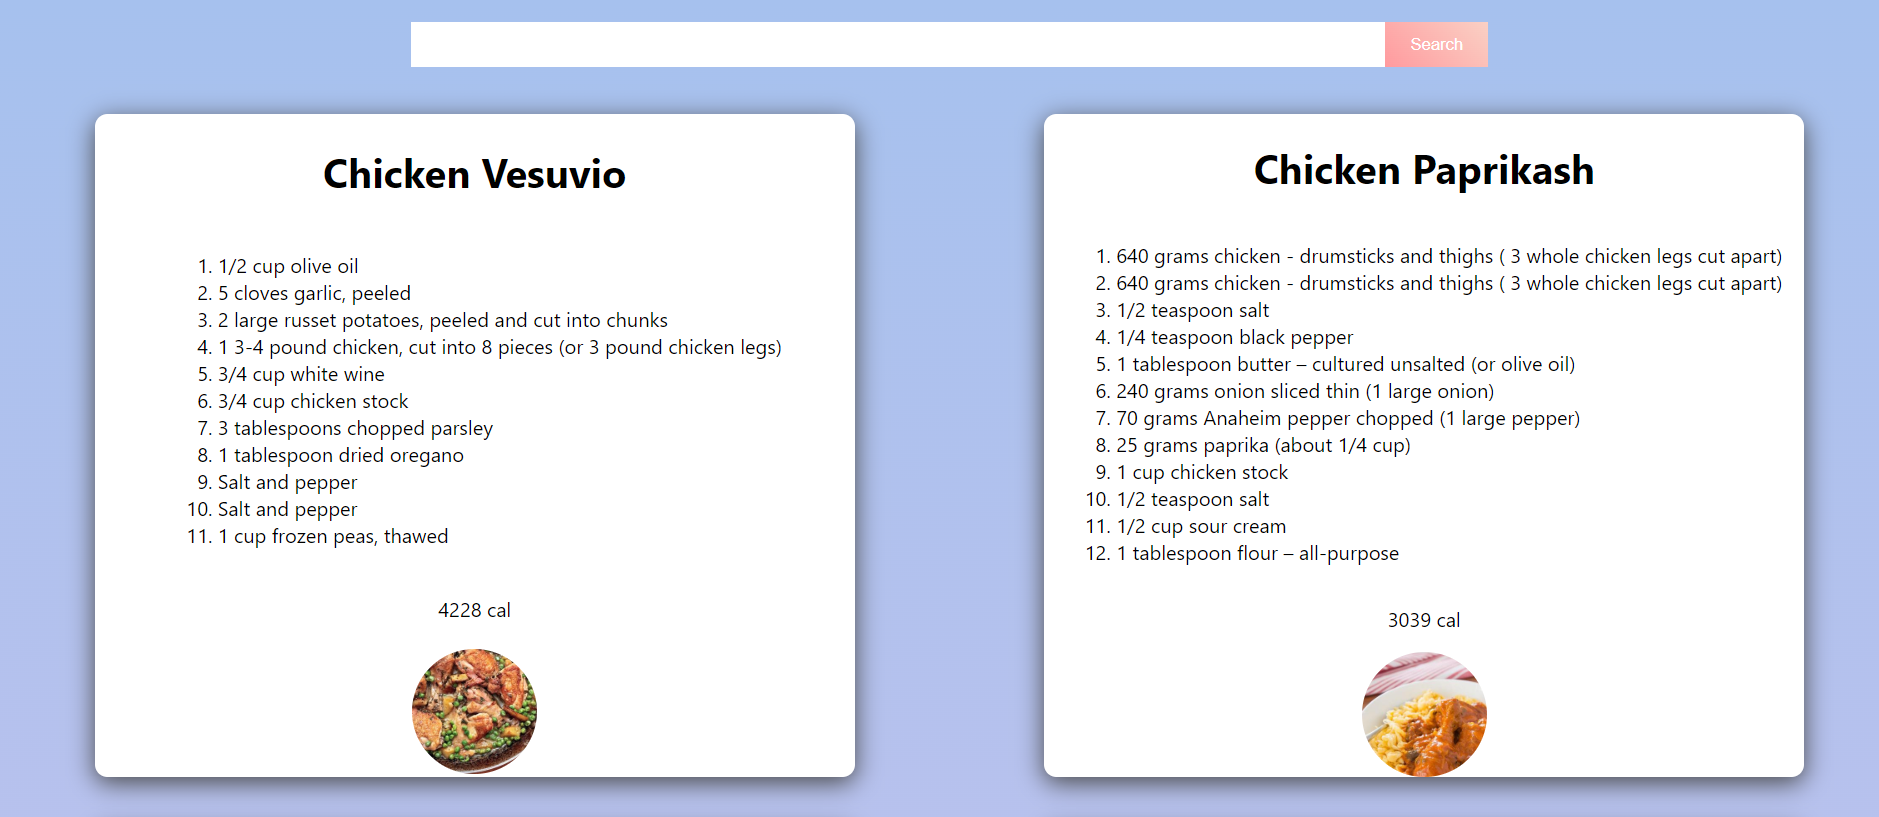 Search
Chicken Vesuvio
1. 1/2 cup olive oil
2. 5 cloves garlic, peeled
3. 2 large russet potatoes, peeled and cut into chunks
4. 1 3-4 pound chicken, cut into 8 pieces (or 3 pound chicken legs)
5. 3/4 cup white wine
6. 3/4 cup chicken stock
7. 3 tablespoons chopped parsley
8. 1 tablespoon dried oregano
9. Salt and pepper
10. Salt and pepper
11. 1 cup frozen peas, thawed
4228 cal
Chicken Paprikash
1. 640 grams chicken - drumsticks and thighs ( 3 whole chicken legs cut apart)
2. 640 grams chicken - drumsticks and thighs ( 3 whole chicken legs cut apart)
3. 1/2 teaspoon salt
4. 1/4 teaspoon black pepper
5. 1 tablespoon butter – cultured unsalted (or olive oil)
6. 240 grams onion sliced thin (1 large onion)
7. 70 grams Anaheim pepper chopped (1 large pepper)
8. 25 grams paprika (about 1/4 cup)
9. 1 cup chicken stock
10. 1/2 teaspoon salt
11. 1/2 cup sour cream
12. 1 tablespoon flour – all-purpose
3039 cal